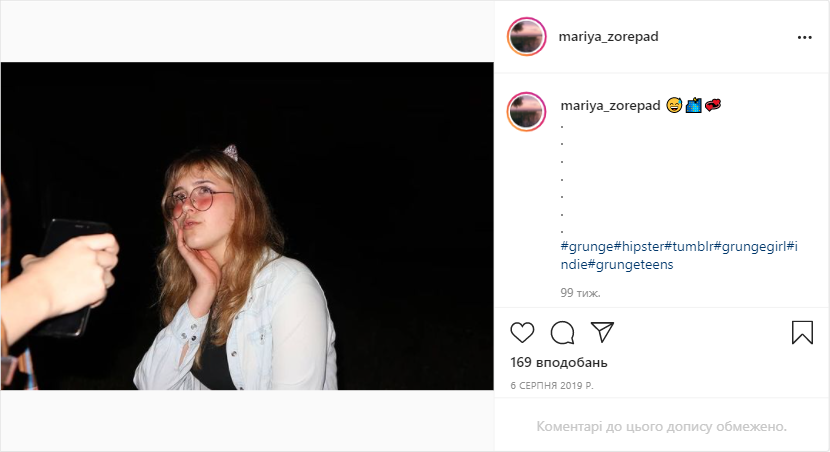 mariya_zorepad
mariya_zorepad 😅🏙️💋
.
.
.
.
.
.
.
#grunge#hipster#tumblr#grungegirl#i
ndie#grungeteens
99 тиж.
169 вподобань
6 СЕРПНЯ 2019 Р.
Коментарі до цього допису обмежено.